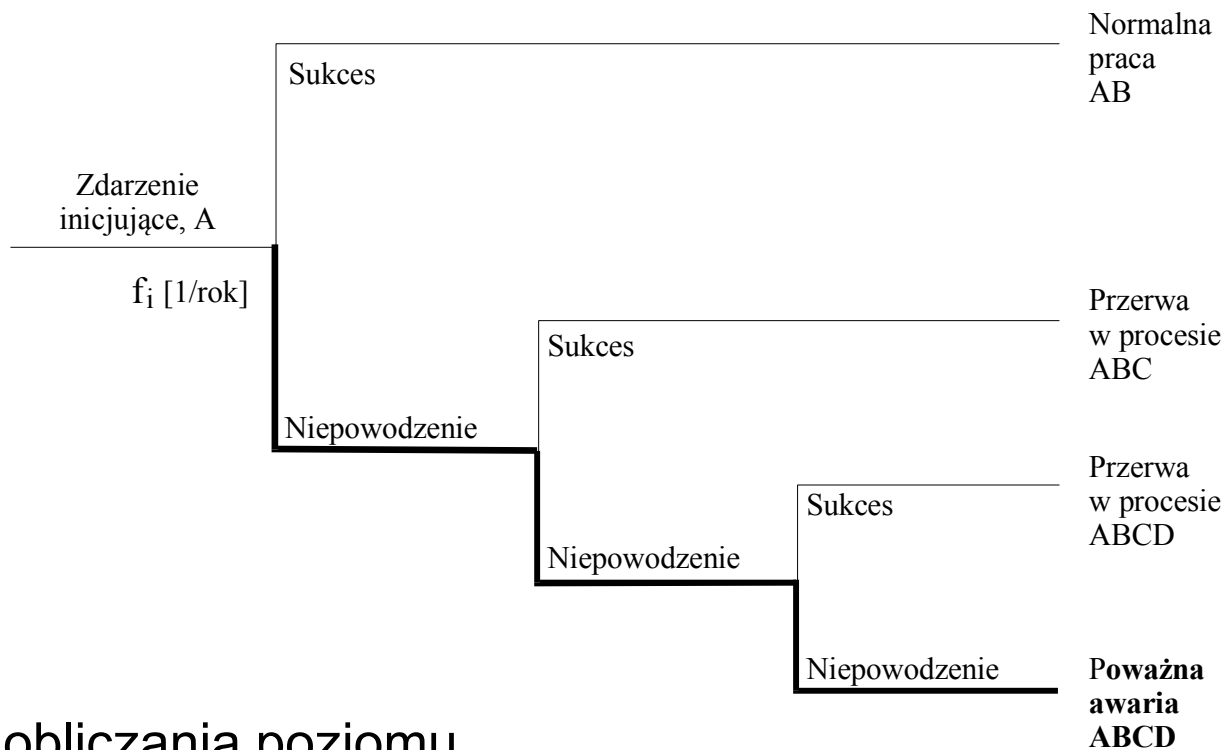 Normalna
praca
AB
Sukces
Zdarzenie
inicjujące, A
fi [1/rok]
Przerwa
w procesie
ABC
Sukces
Niepowodzenie
Przerwa
w procesie
ABCD
Sukces
Niepowodzenie
Niepowodzenie
Poważna
awaria
ABCD
obliczania poziomu